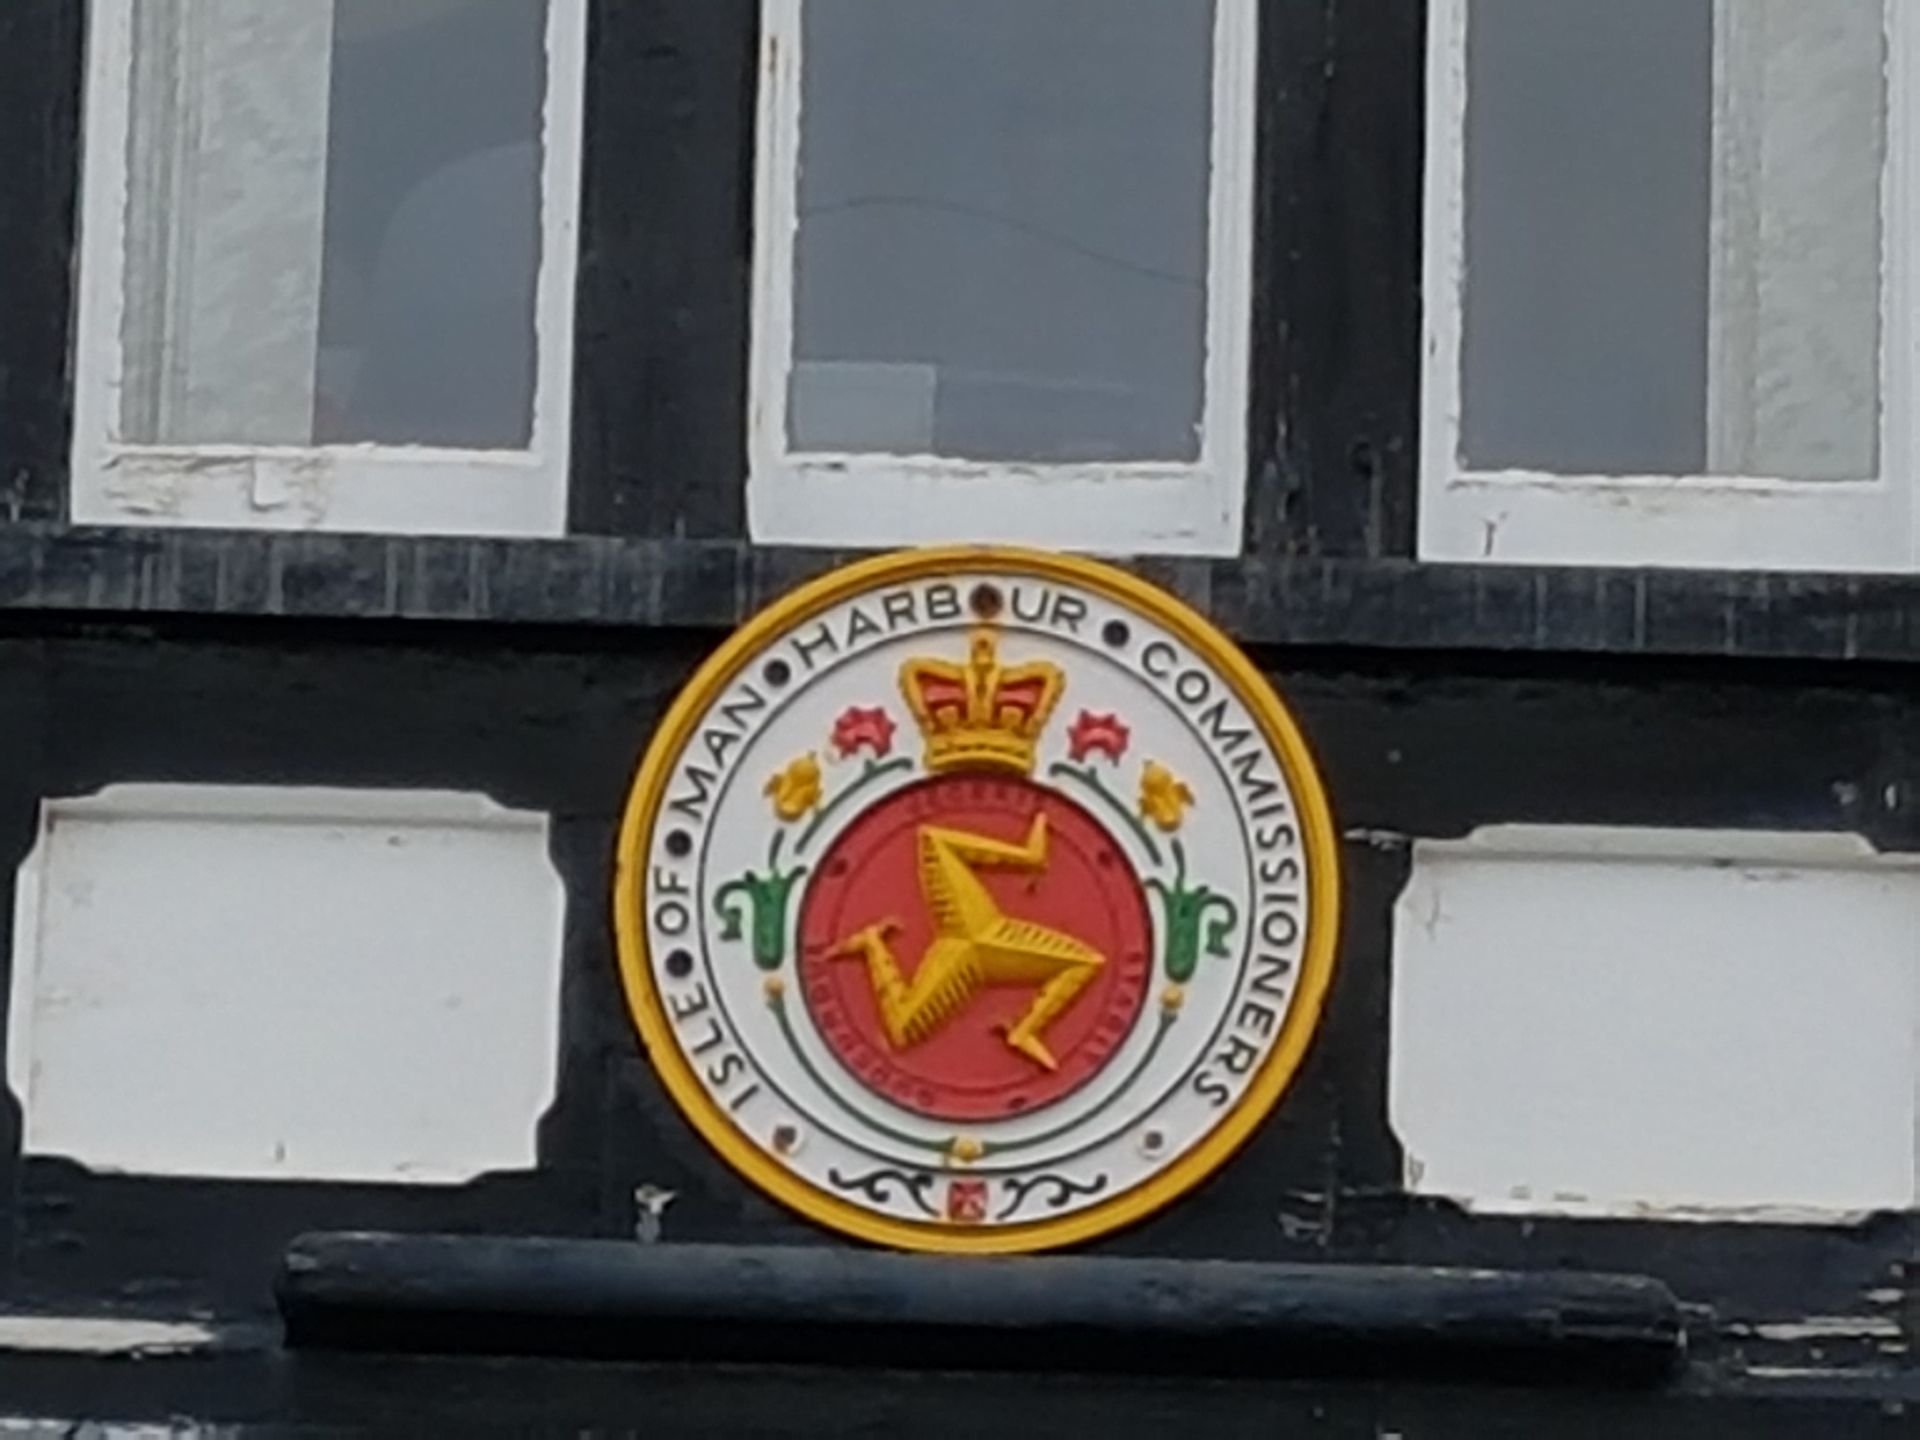 ISLE • OF • MAN • HARBOUR • COMMISSIONERS